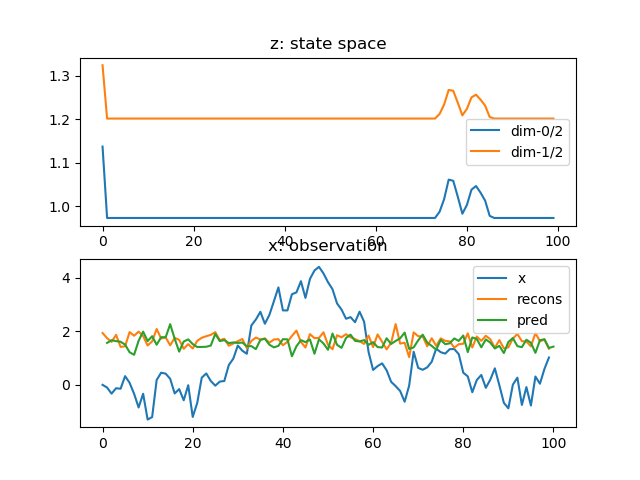 z: state space
1.3
1.2
1.1
1.0
dim-0/2
dim-1/2
0 20 40 60 80 100
x: observation
4
2
0
x
recons
pred
0 20 40 60 80 100